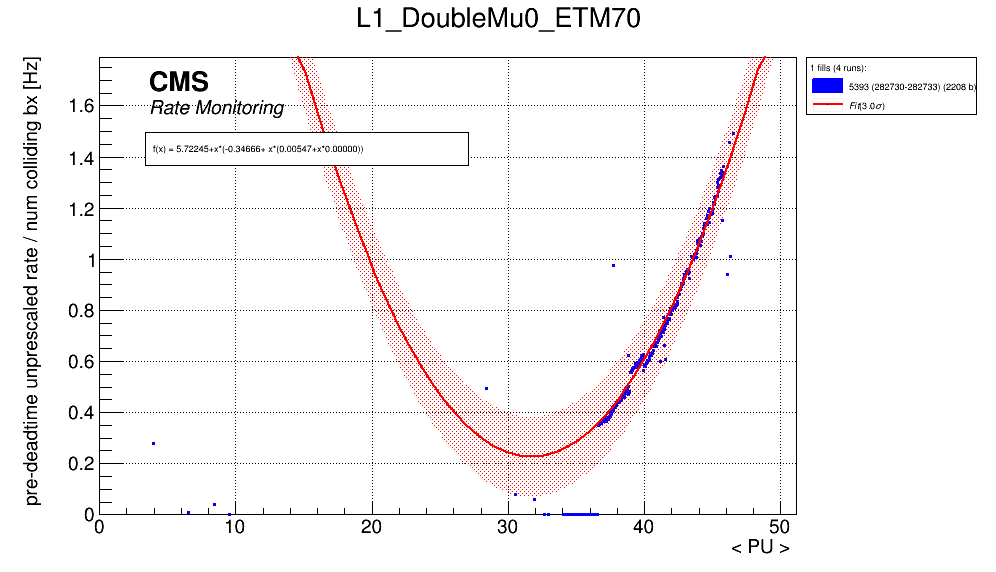 L1_DoubleMu0_ETM70
pre-deadtime unprescaled rate / num colliding bx [Hz]
CMS
Rate Monitoring
f(x) = 5.72245+x*(-0.34666+ x*(0.00547+x*0.00000))
1 fills (4 runs):
5393 (282730-282733) (2208 b)
Fit(3.0σ)
1.6
1.4
1.2
1
0.8
0.6
0.4
0.2
0
0 10 20 30 40 50
< PU >